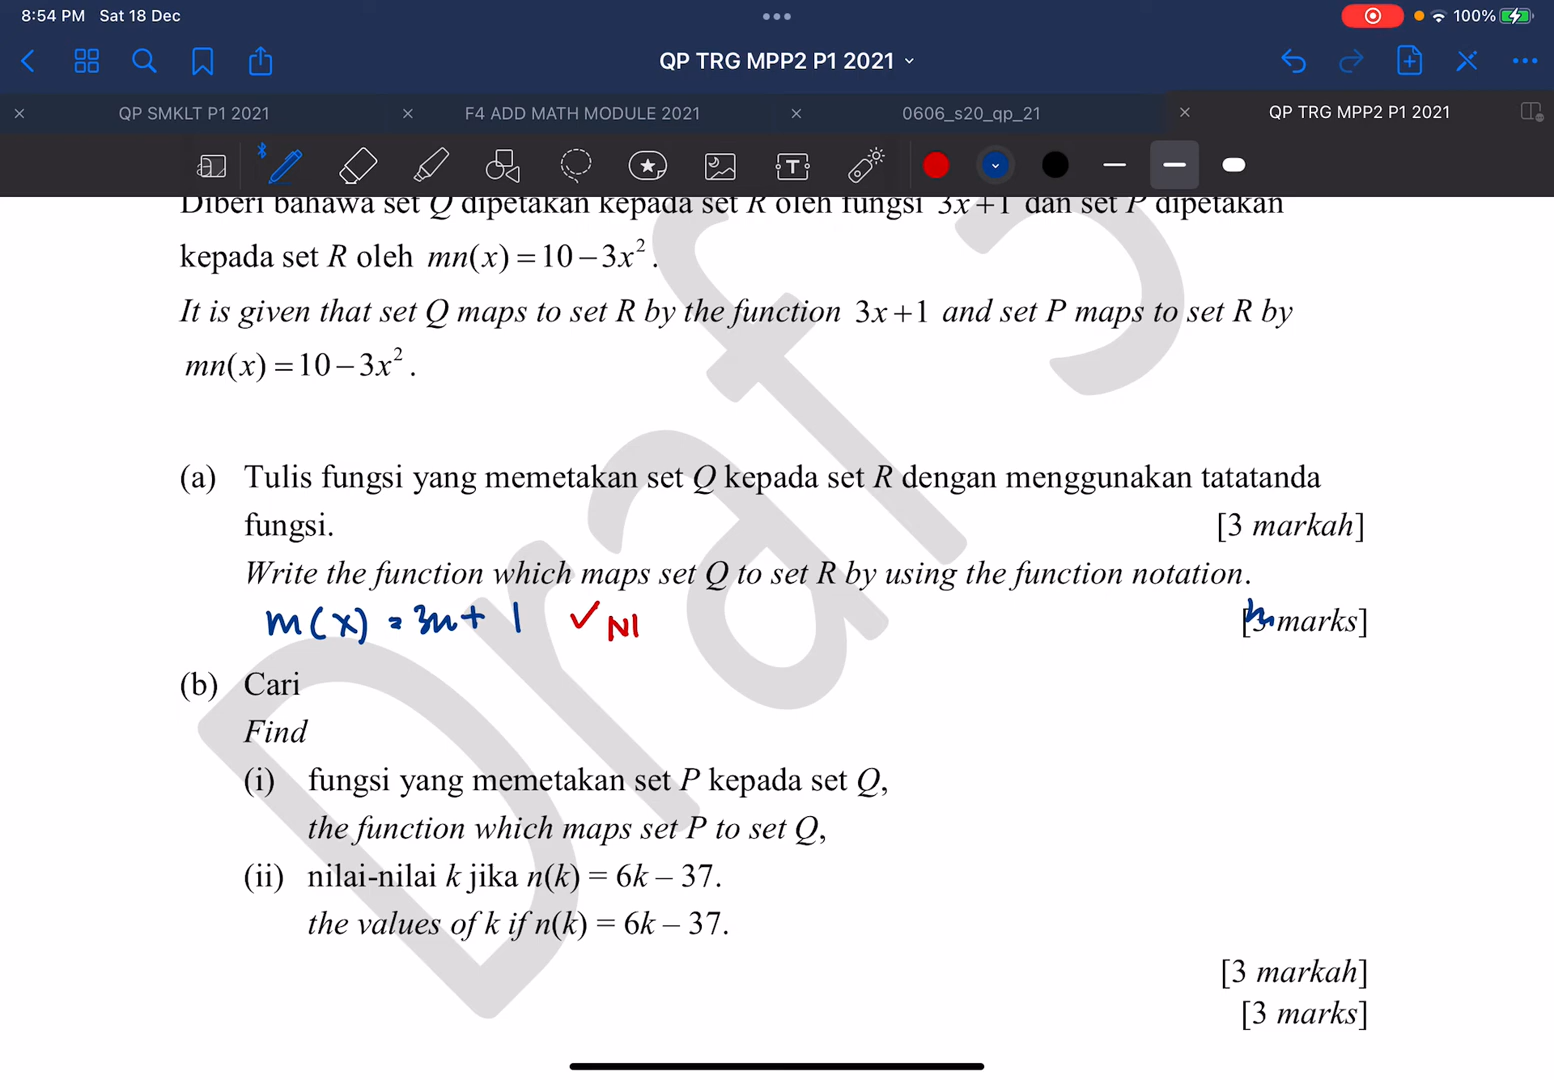 8:54 PM Sat 18 Dec
100%
QP TRG MPP2 P1 2021
QP SMKLT P1 2021
F4 ADD MATH MODULE 2021
0606_s20_qp_21
QP TRG MPP2 P1 2021
Diberi bahawa set Q dipetakan kepada set R oleh fungsi 3x+1 dan set P dipetakan
kepada set R oleh mn(x) = 10 – 3x².
It is given that set Q maps to set R by the function 3x+1 and set P maps to set R by
mn(x) = 10 – 3x².
(a) Tulis fungsi yang memetakan set Q kepada set R dengan menggunakan tatatanda
fungsi. [3 markah]
Write the function which maps set Q to set R by using the function notation.
m(x) = 3x + 1 ✓ N1 [3 marks]
(b) Cari
Find
(i) fungsi yang memetakan set P kepada set Q,
the function which maps set P to set Q,
(ii) nilai-nilai k jika n(k) = 6k – 37.
the values of k if n(k) = 6k – 37.
[3 markah]
[3 marks]
Draf 3